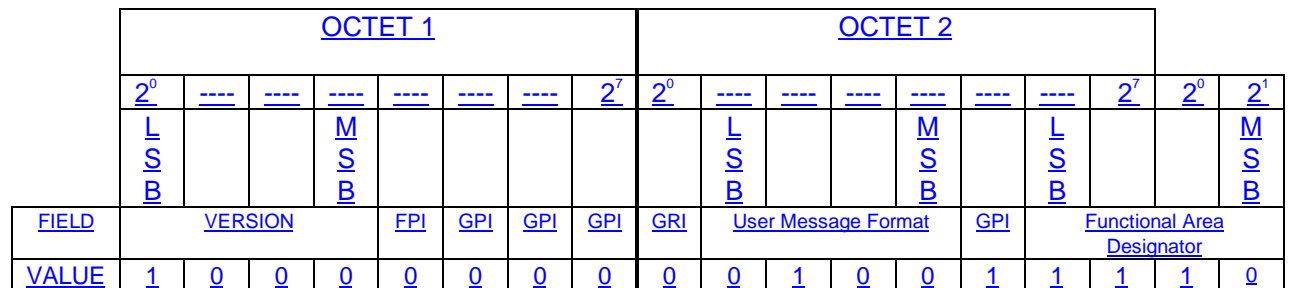 OCTET 1 OCTET 2
2⁰ ---- ---- ---- ---- ---- ---- 2⁷ 2⁰ ---- ---- ---- ---- ---- ---- 2⁷ 2⁰ 2¹
L M L M L M
S S S S S S
B B B B B B
FIELD VERSION FPI GPI GPI GPI GRI User Message Format GPI Functional Area
Designator
VALUE 1 0 0 0 0 0 0 0 0 0 1 0 0 1 1 1 1 0